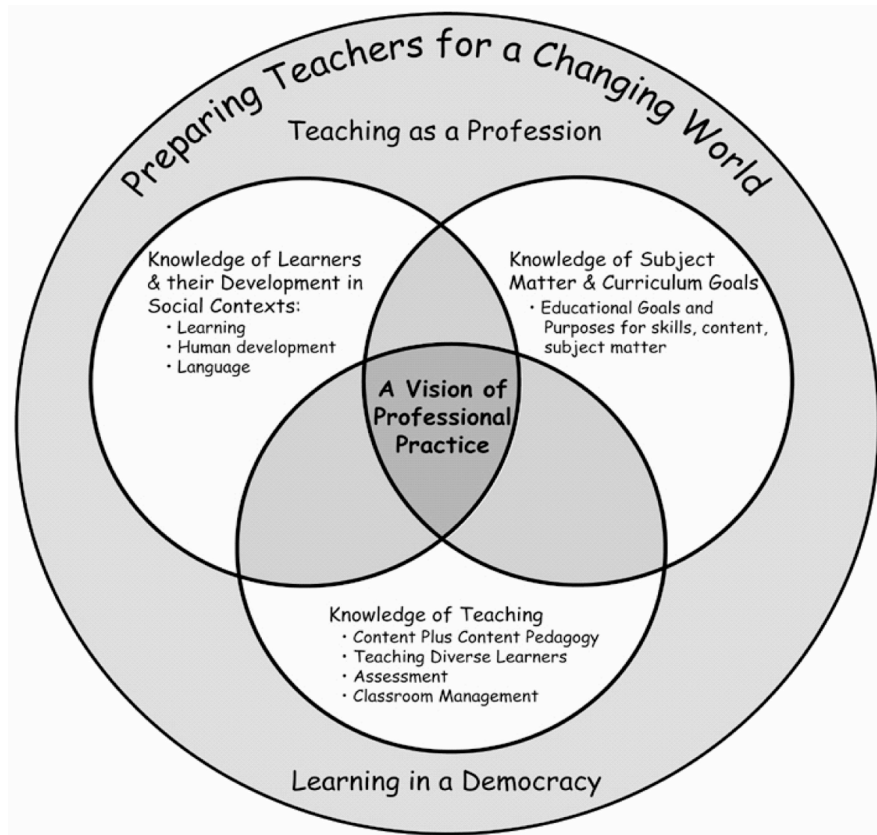 Preparing Teachers for a Changing World
Teaching as a Profession
Knowledge of Learners
& their Development in
Social Contexts:
• Learning
• Human development
• Language
Knowledge of Subject
Matter & Curriculum Goals
• Educational Goals and
Purposes for skills, content,
subject matter
A Vision of
Professional
Practice
Knowledge of Teaching
• Content Plus Content Pedagogy
• Teaching Diverse Learners
• Assessment
• Classroom Management
Learning in a Democracy